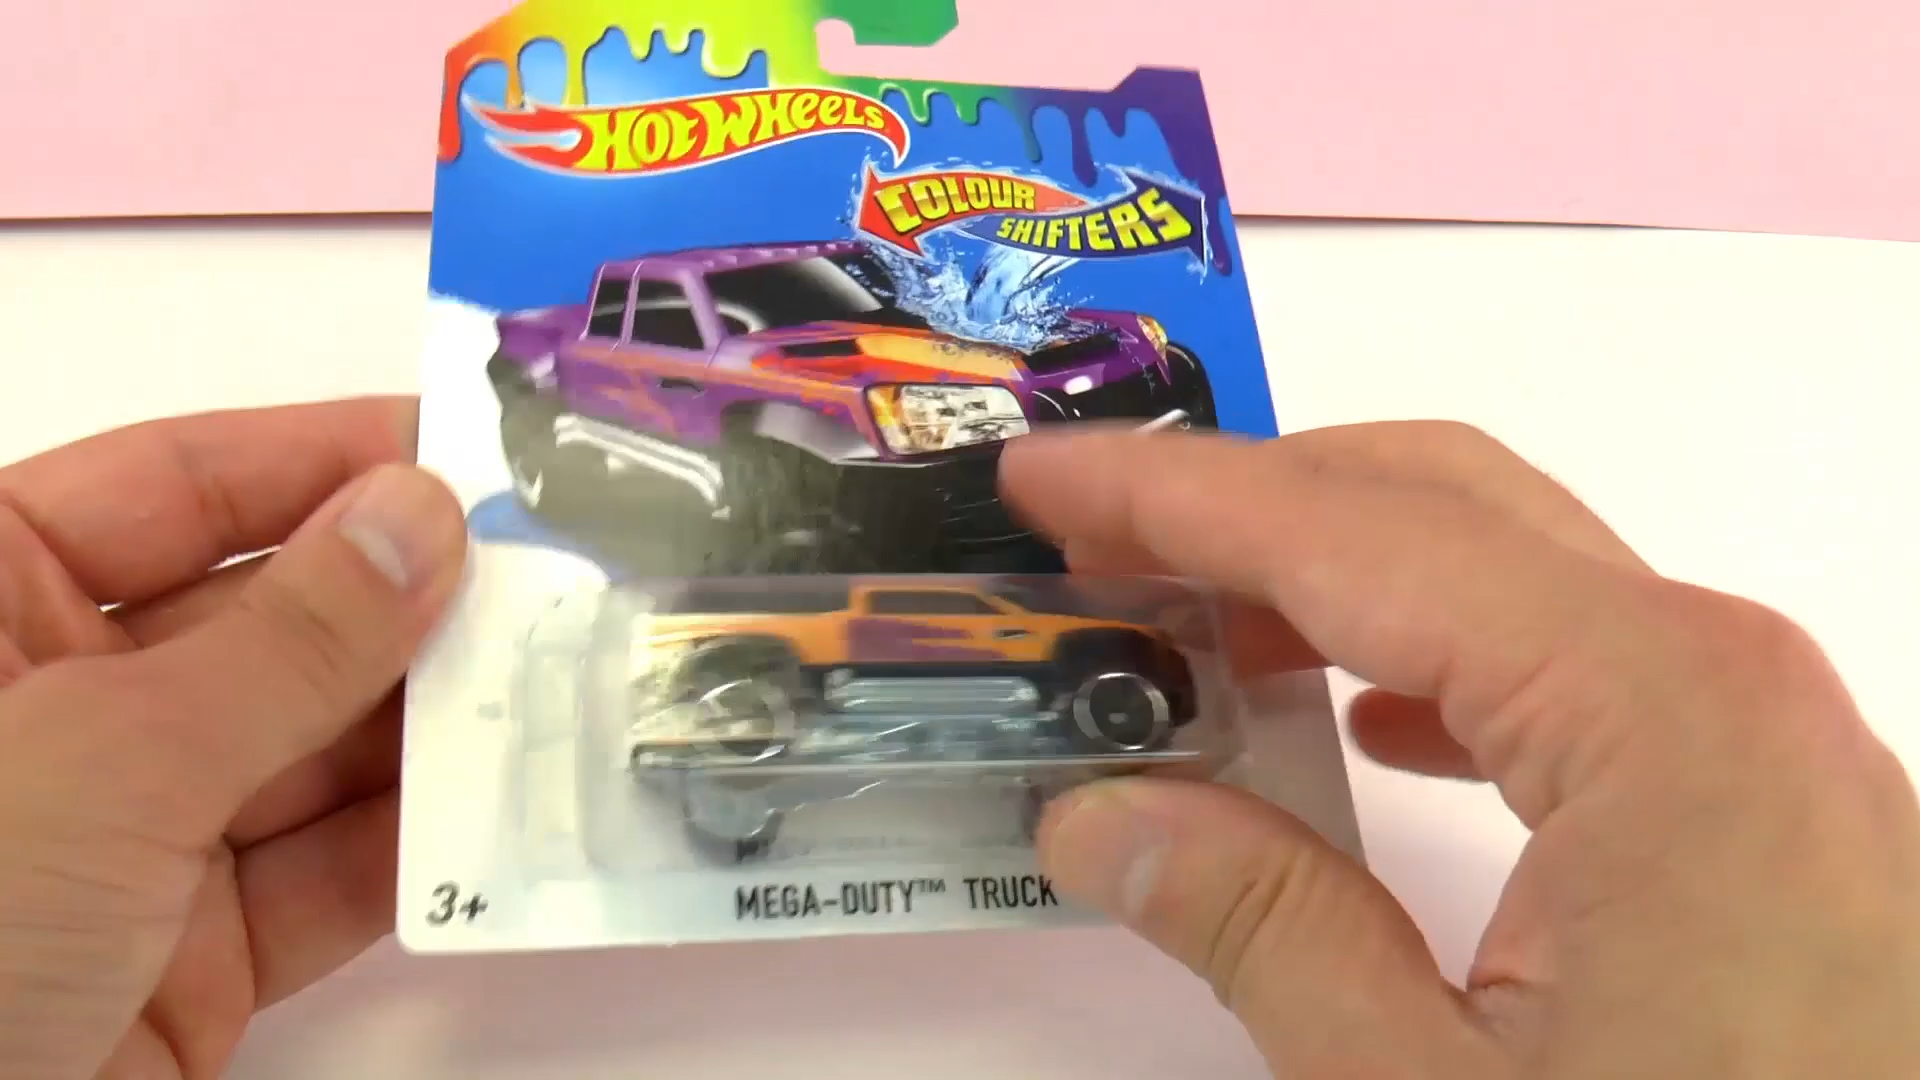 HOT WHEELS
COLOUR
SHIFTERS
3+
MEGA-DUTY™ TRUCK